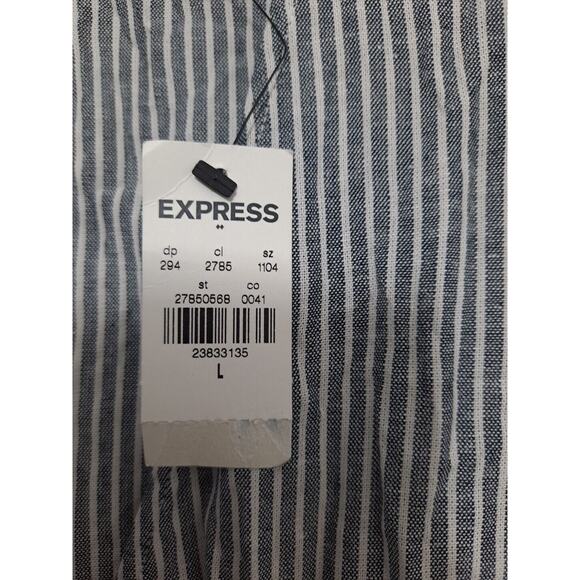 EXPRESS
dp cl sz
294 2785 1104
st co
27850568 0041
23833135
L